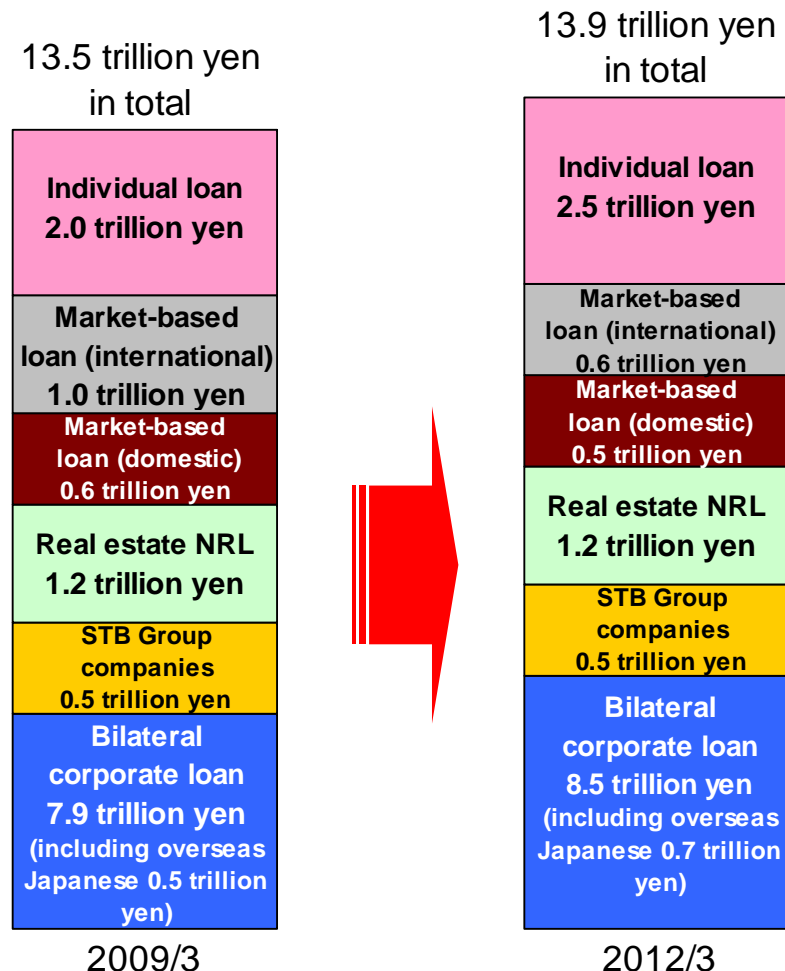 13.5 trillion yen
in total
Individual loan
2.0 trillion yen
Market-based
loan (international)
1.0 trillion yen
Market-based
loan (domestic)
0.6 trillion yen
Real estate NRL
1.2 trillion yen
STB Group
companies
0.5 trillion yen
Bilateral
corporate loan
7.9 trillion yen
(including overseas
Japanese 0.5 trillion
yen)
2009/3
13.9 trillion yen
in total
Individual loan
2.5 trillion yen
Market-based
loan (international)
0.6 trillion yen
Market-based
loan (domestic)
0.5 trillion yen
Real estate NRL
1.2 trillion yen
STB Group
companies
0.5 trillion yen
Bilateral
corporate loan
8.5 trillion yen
(including overseas
Japanese 0.7 trillion
yen)
2012/3